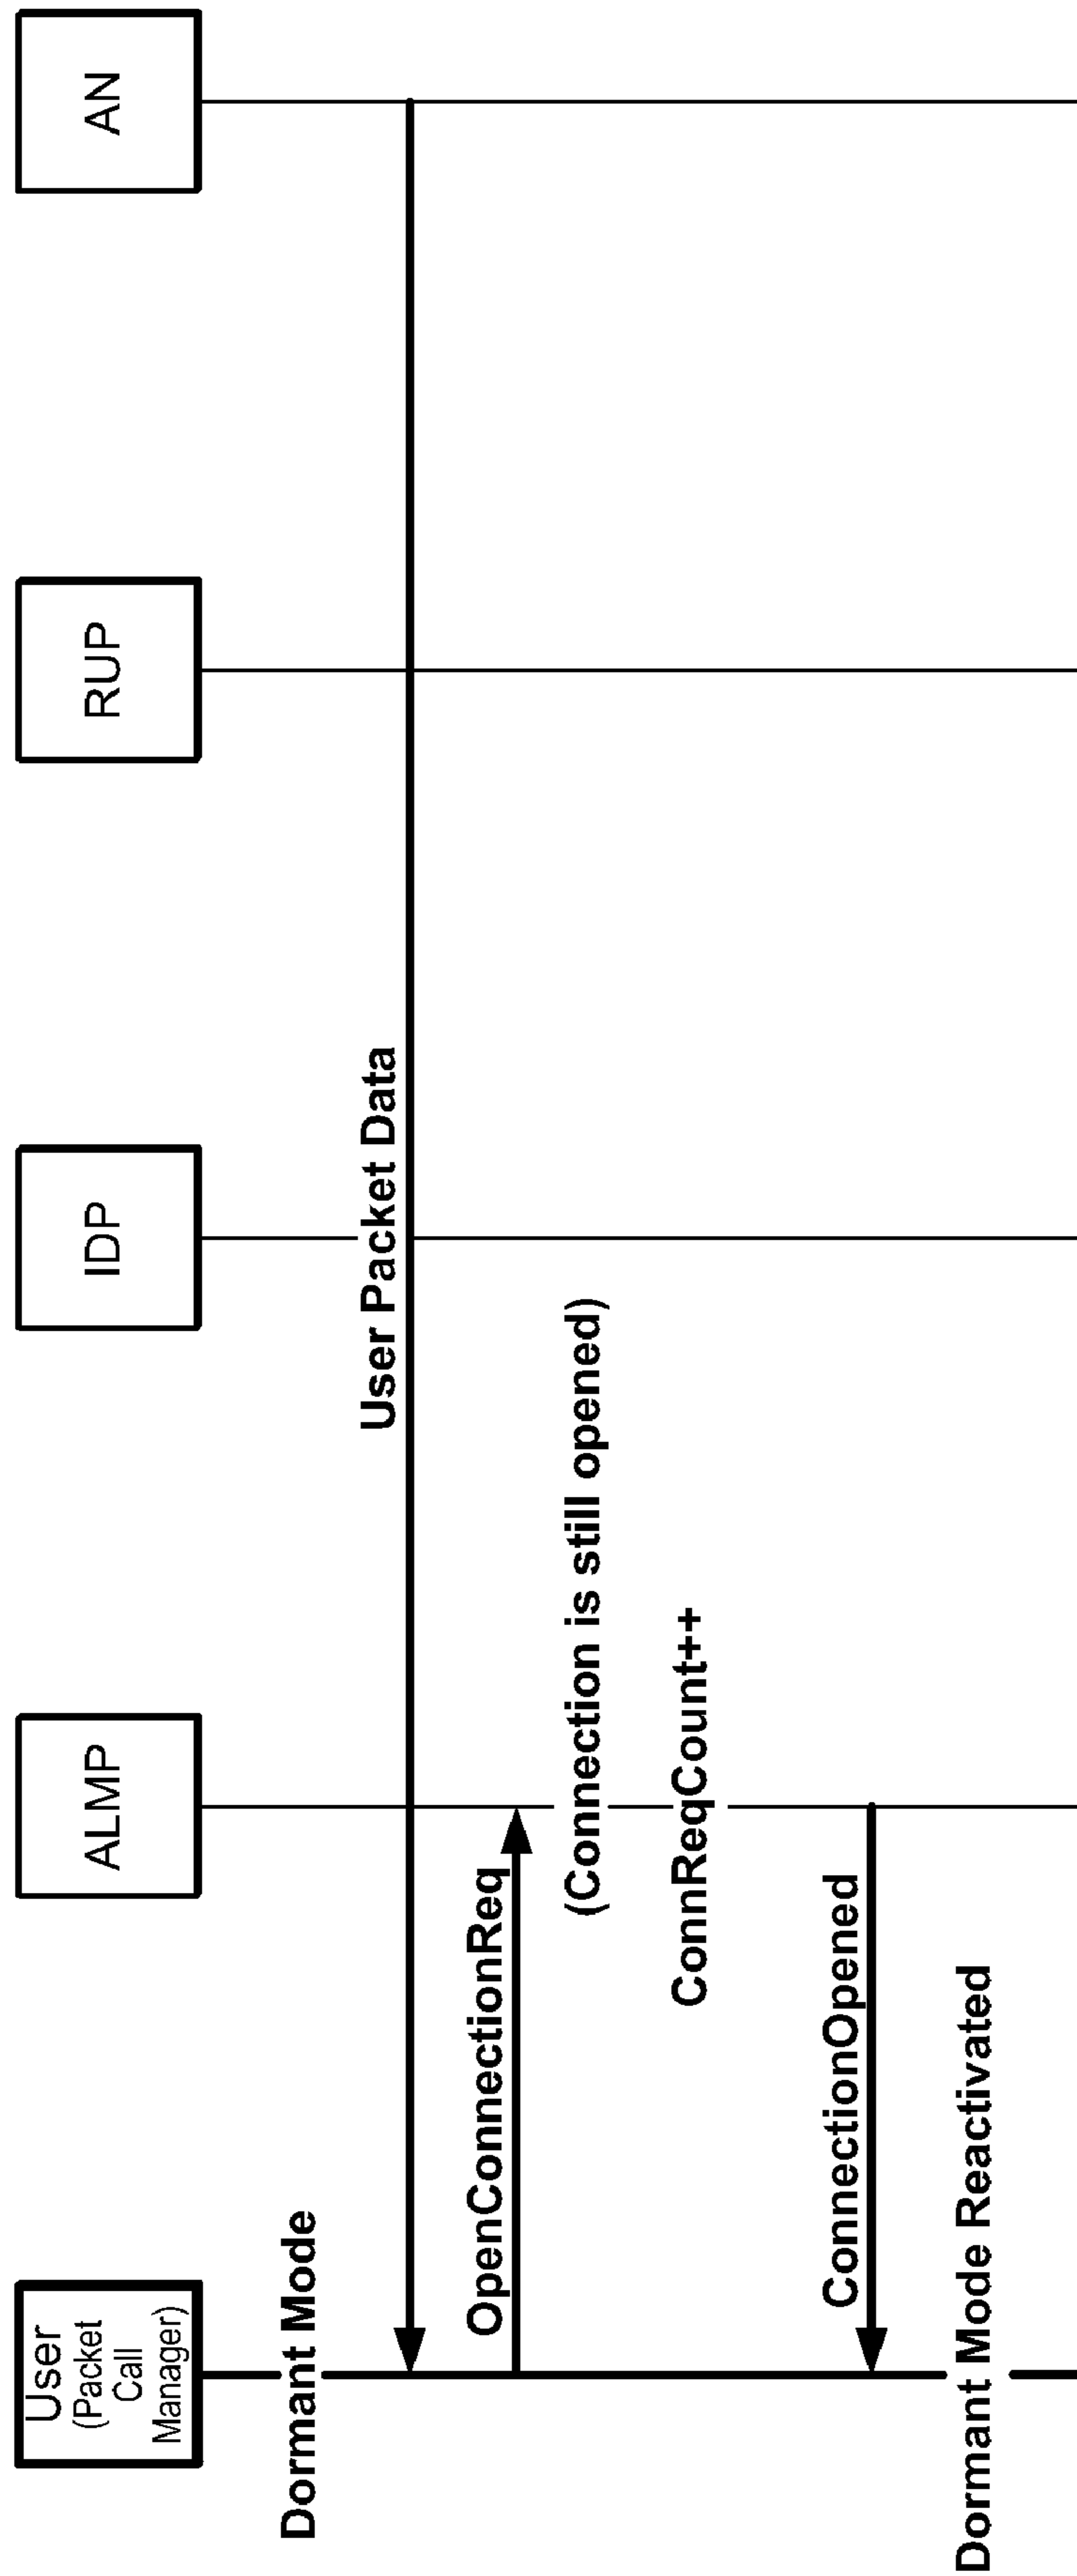 User
(Packet
Call
Manager)
ALMP
IDP
RUP
AN
Dormant Mode
User Packet Data
OpenConnectionReq
(Connection is still opened)
ConnReqCount++
ConnectionOpened
Dormant Mode Reactivated